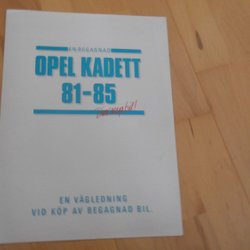 EN BEGAGNAD
OPEL KADETT
81-85
EN VÄGLEDNING
VID KÖP AV BEGAGNAD BIL.